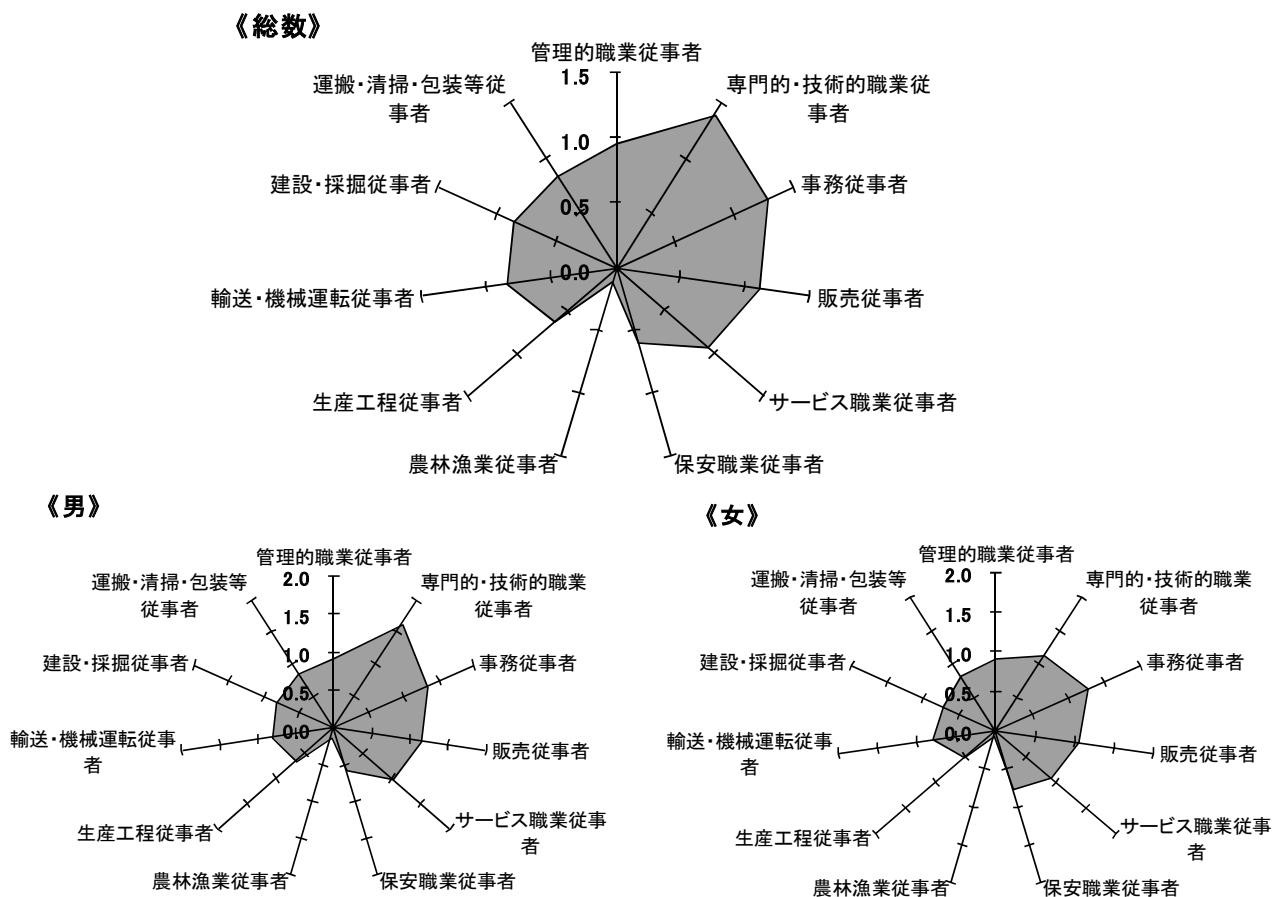 《総数》
管理的職業従事者
専門的・技術的職業従
事者
事務従事者
販売従事者
サービス職業従事者
保安職業従事者
農林漁業従事者
生産工程従事者
輸送・機械運転従事者
建設・採掘従事者
運搬・清掃・包装等従
事者
1.5
1.0
0.5
0.0
《男》
管理的職業従事者
専門的・技術的職業
従事者
事務従事者
販売従事者
サービス職業従事
者
保安職業従事者
農林漁業従事者
生産工程従事者
輸送・機械運転従事
者
建設・採掘従事者
運搬・清掃・包装等
従事者
2.0
1.5
1.0
0.5
0.0
《女》
管理的職業従事者
専門的・技術的職業
従事者
事務従事者
販売従事者
サービス職業従事
者
保安職業従事者
農林漁業従事者
生産工程従事者
輸送・機械運転従事
者
建設・採掘従事者
運搬・清掃・包装等
従事者
2.0
1.5
1.0
0.5
0.0